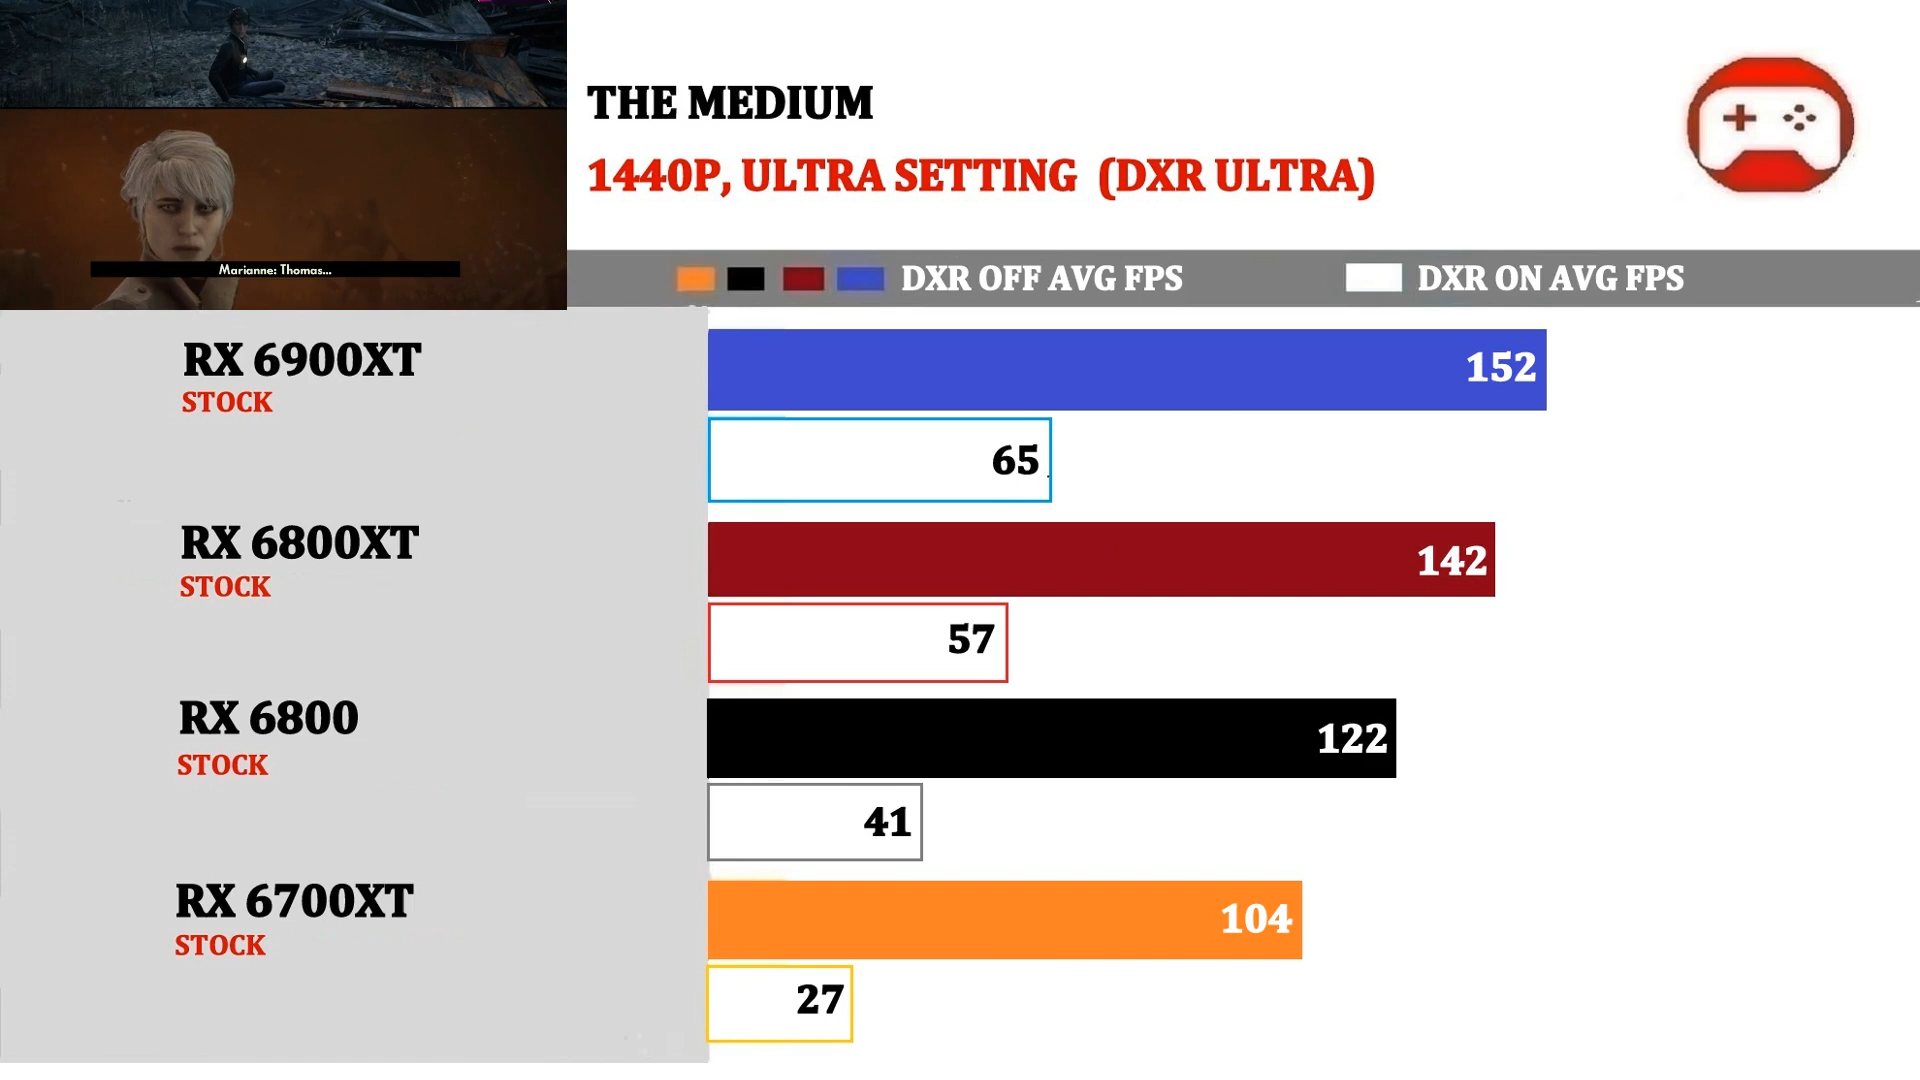 THE MEDIUM
1440P, ULTRA SETTING (DXR ULTRA)
Marianne: Thomas...
DXR OFF AVG FPS
DXR ON AVG FPS
RX 6900XT
STOCK
152
65
RX 6800XT
STOCK
142
57
RX 6800
STOCK
122
41
RX 6700XT
STOCK
104
27